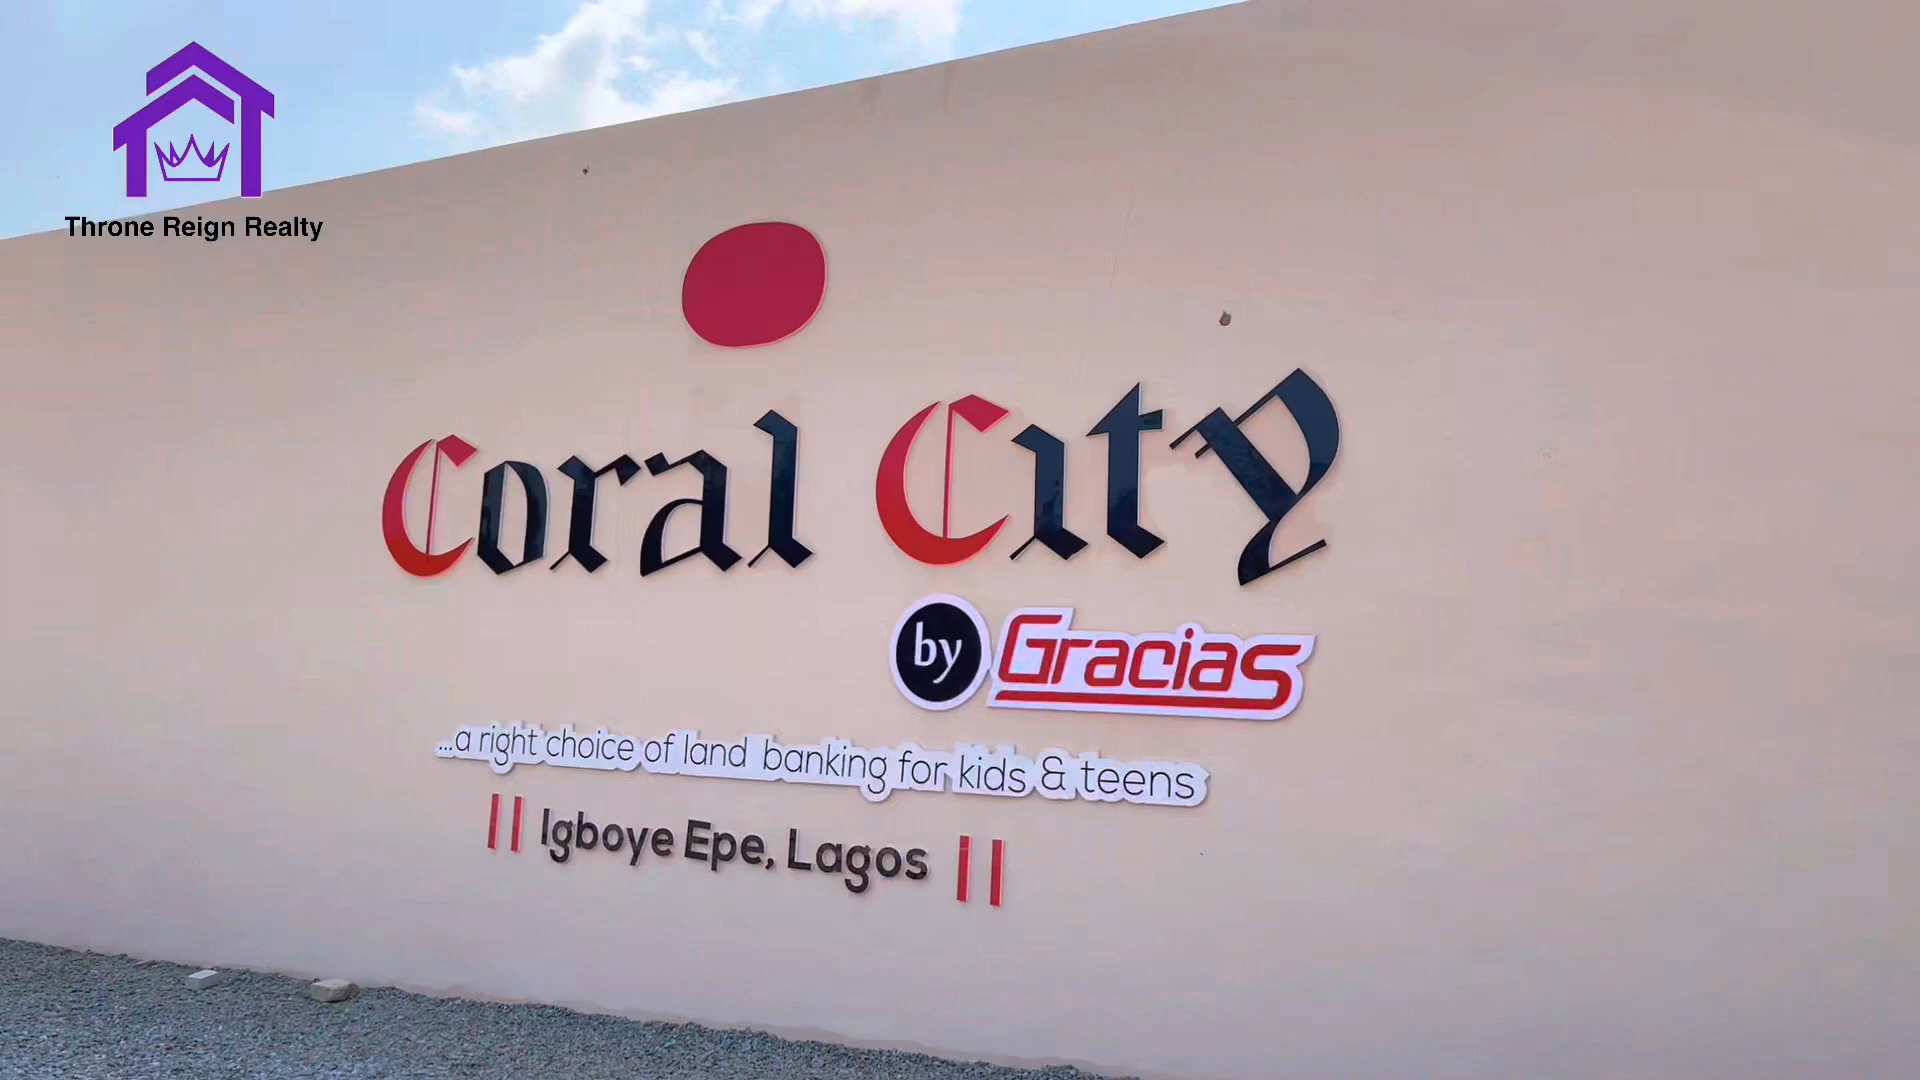 Throne Reign Realty
Coral City
by Gracias
...a right choice of land banking for kids & teens
Igboye Epe, Lagos